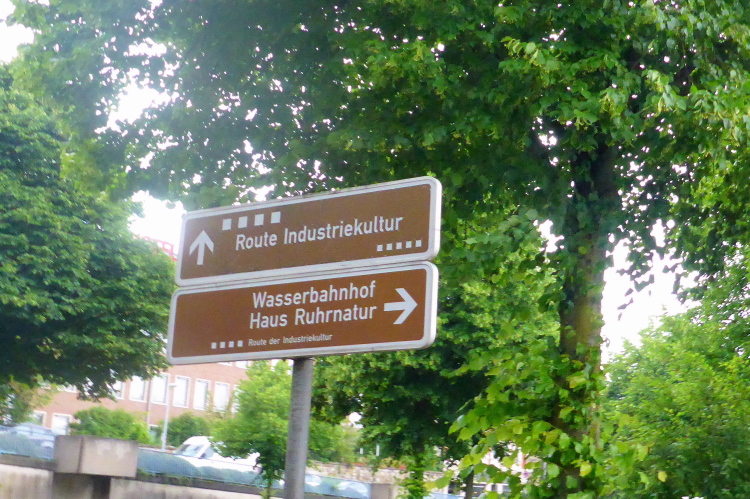 Route Industriekultur
Wasserbahnhof
Haus Ruhrnatur
Route der Industriekultur